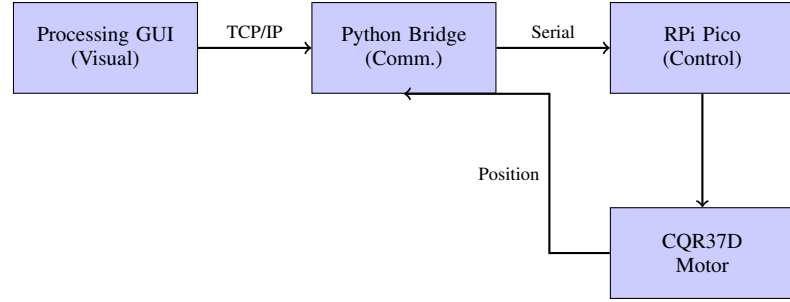 Processing GUI
(Visual)
TCP/IP
Python Bridge
(Comm.)
Serial
RPi Pico
(Control)
Position
CQR37D
Motor